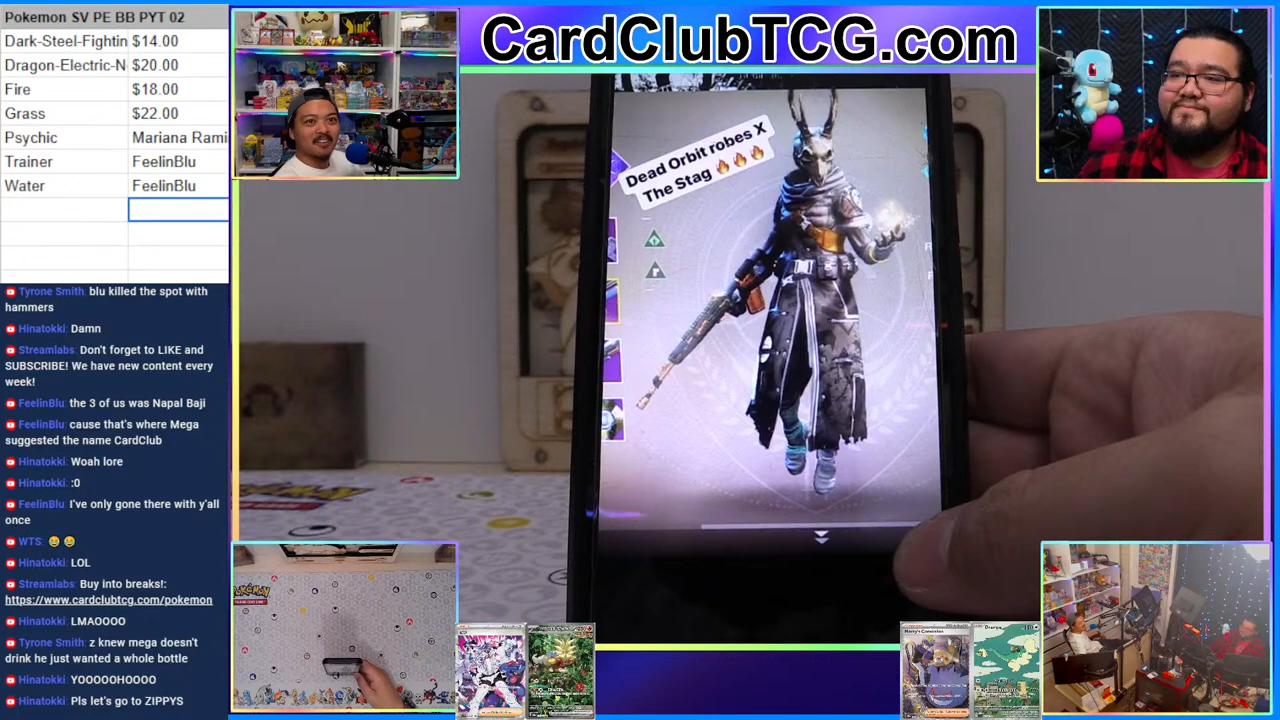 Pokemon SV PE BB PYT 02
Dark-Steel-Fightin $14.00
Dragon-Electric-N $20.00
Fire $18.00
Grass $22.00
Psychic Mariana Rami
Trainer FeelinBlu
Water FeelinBlu
Tyrone Smith: blu killed the spot with
hammers
Hinatokki: Damn
Streamlabs: Don't forget to LIKE and
SUBSCRIBE! We have new content every
week!
FeelinBlu: the 3 of us was Napal Baji
FeelinBlu: cause that's where Mega
suggested the name CardClub
Hinatokki: Woah lore
Hinatokki: :0
FeelinBlu: I've only gone there with y'all
once
WTS: 😂 😂
Hinatokki: LOL
Streamlabs: Buy into breaks!:
https://www.cardclubtcg.com/pokemon
Hinatokki: LMAOOOO
Tyrone Smith: z knew mega doesn't
drink he just wanted a whole bottle
Hinatokki: YOOOOHOOOO
Hinatokki: Pls let's go to ZIPPYS
CardClubTCG.com
Dead Orbit robes X
The Stag 🔥🔥🔥
POKÉMON